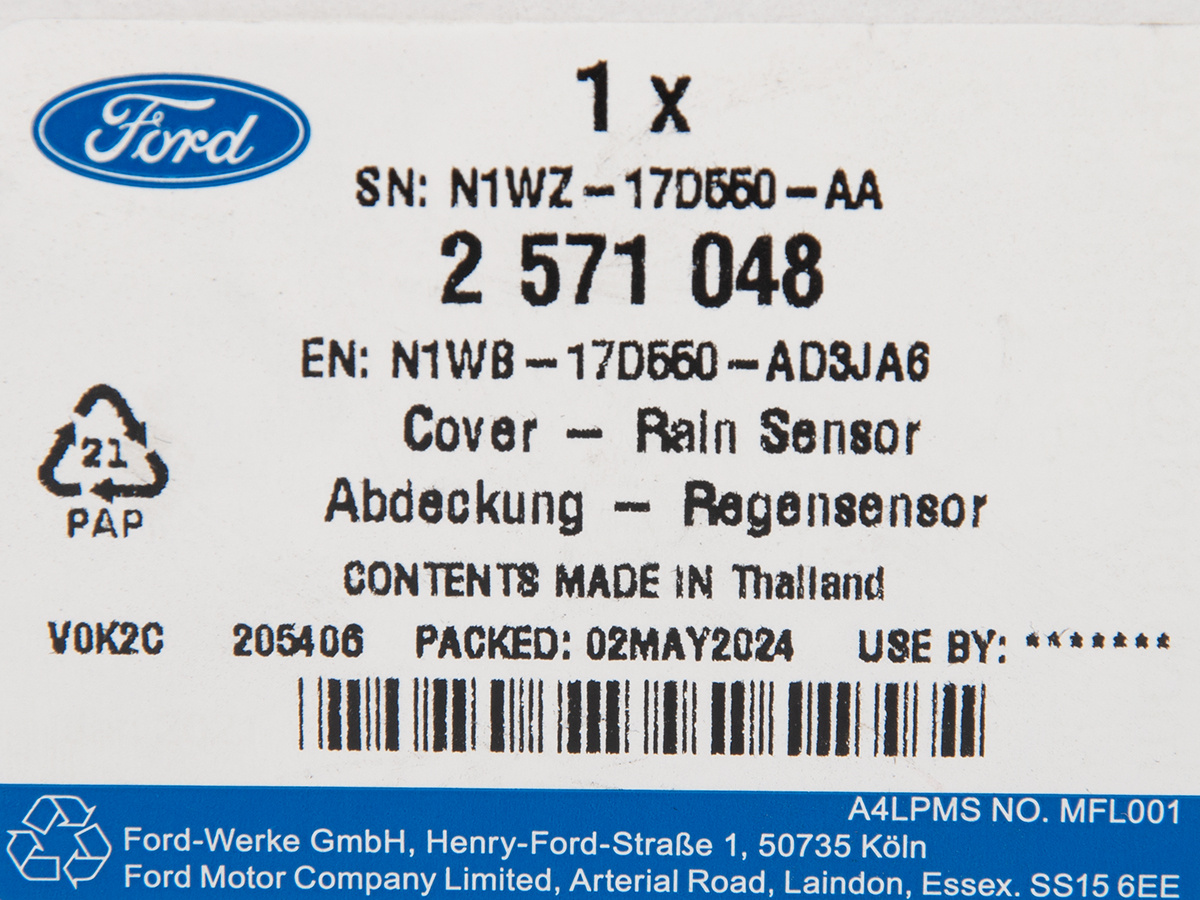 Ford
1 x
SN: N1WZ-17D550-AA
2 571 048
EN: N1WB-17D550-AD3JA6
Cover - Rain Sensor
Abdeckung - Regensensor
21
PAP
CONTENTS MADE IN Thailand
V0K2C 205406 PACKED: 02MAY2024 USE BY: *******
A4LPMS NO. MFL001
Ford-Werke GmbH, Henry-Ford-Straße 1, 50735 Köln
Ford Motor Company Limited, Arterial Road, Laindon, Essex. SS15 6EE